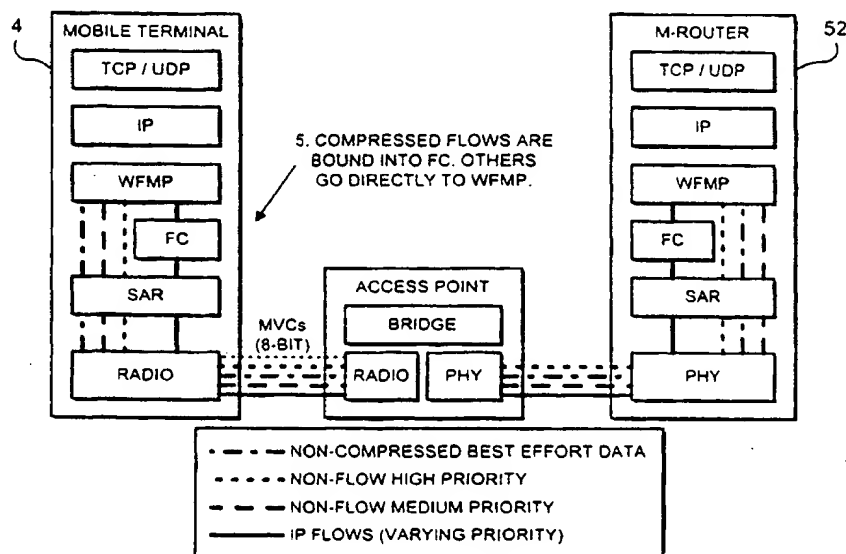 4
MOBILE TERMINAL
TCP / UDP
IP
WFMP
FC
SAR
RADIO
5. COMPRESSED FLOWS ARE
BOUND INTO FC. OTHERS
GO DIRECTLY TO WFMP.
MVCs
(8-BIT)
ACCESS POINT
BRIDGE
RADIO
PHY
M-ROUTER
52
TCP / UDP
IP
WFMP
FC
SAR
PHY
NON-COMPRESSED BEST EFFORT DATA
NON-FLOW HIGH PRIORITY
NON-FLOW MEDIUM PRIORITY
IP FLOWS (VARYING PRIORITY)